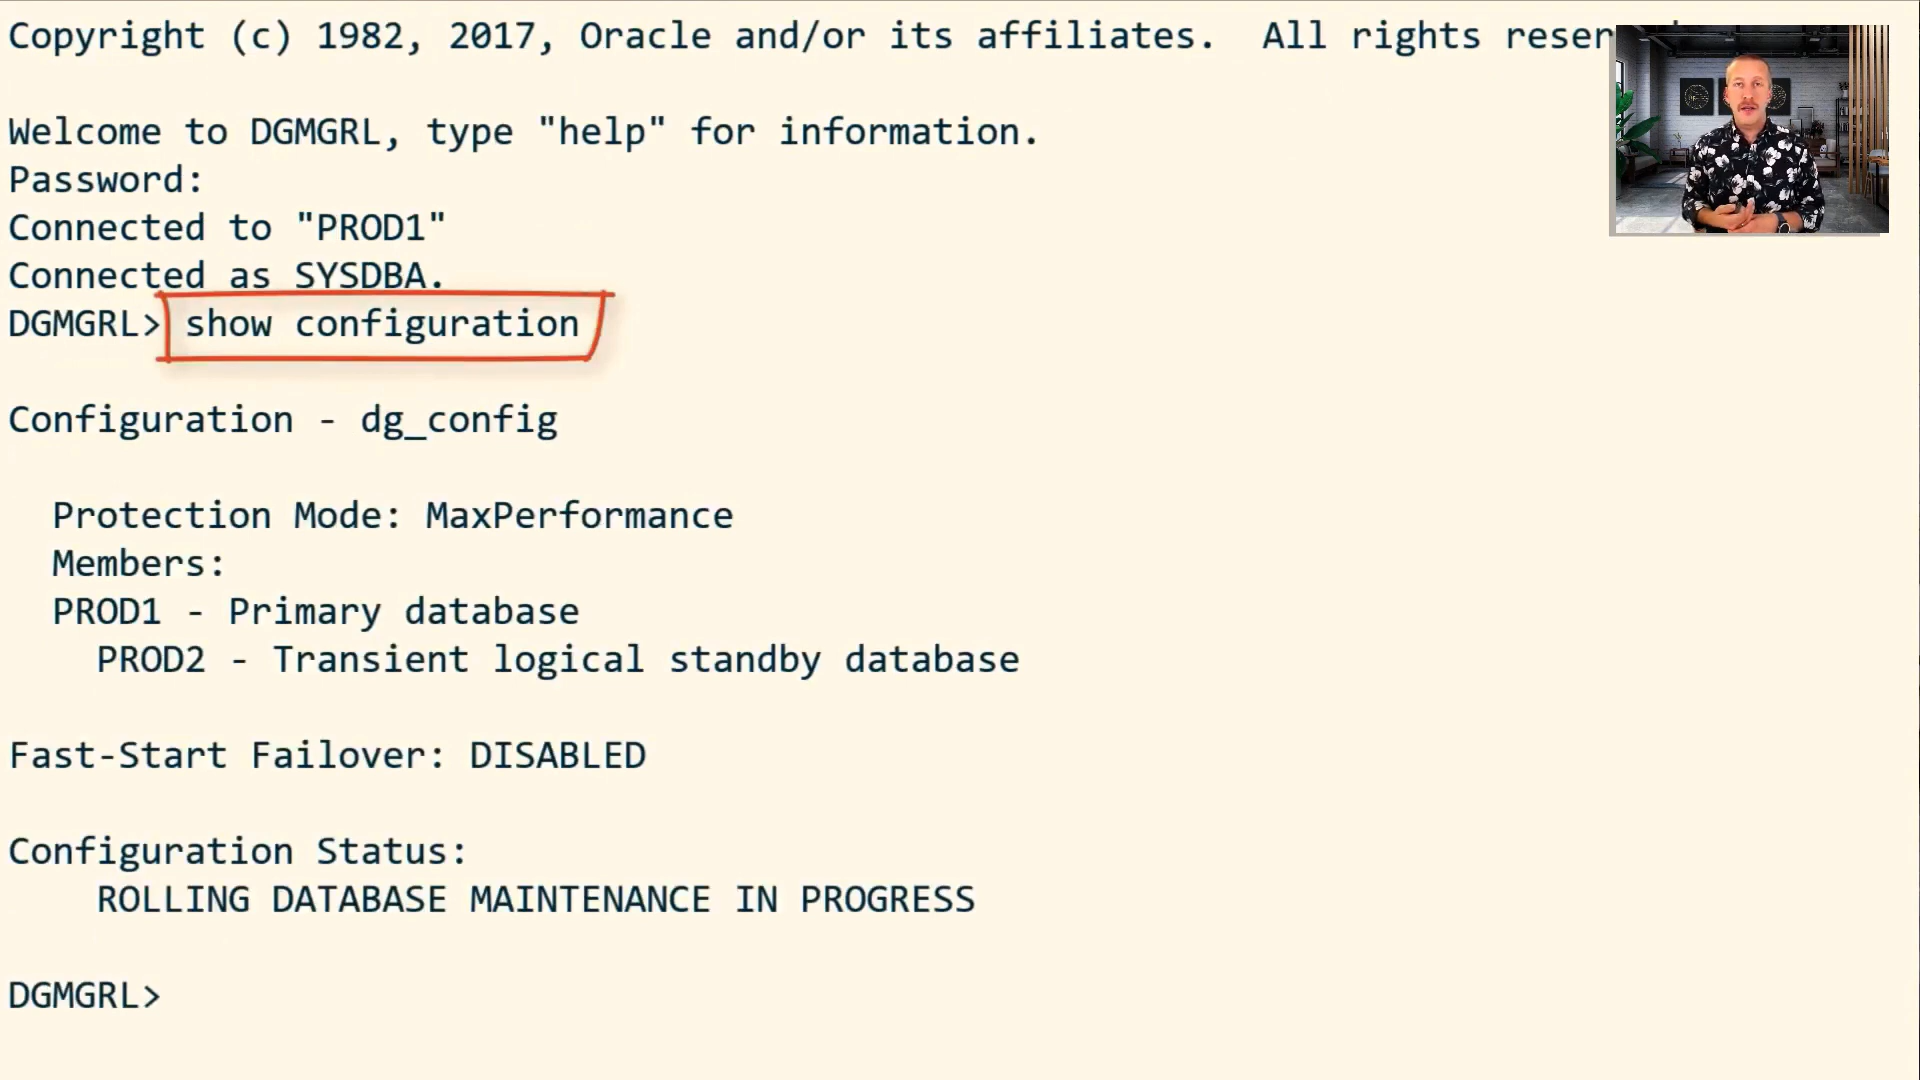 Copyright (c) 1982, 2017, Oracle and/or its affiliates.  All rights
Welcome to DGMGRL, type "help" for information.
Password:
Connected to "PROD1"
Connected as SYSDBA.
DGMGRL> show configuration
Configuration - dg_config
Protection Mode: MaxPerformance
Members:
PROD1 - Primary database
PROD2 - Transient logical standby database
Fast-Start Failover: DISABLED
Configuration Status:
ROLLING DATABASE MAINTENANCE IN PROGRESS
DGMGRL>